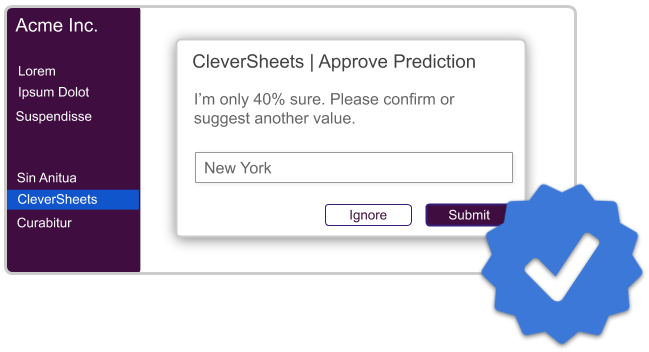 Acme Inc.
Lorem
Ipsum Dolot
Suspendisse
Sin Anitua
CleverSheets
Curabitur
CleverSheets | Approve Prediction
I’m only 40% sure. Please confirm or
suggest another value.
New York
Ignore
Submit